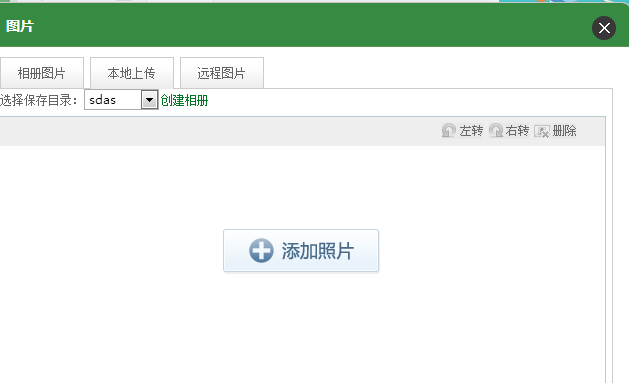 图片
相册图片 本地上传 远程图片
选择保存目录： sdas 创建相册
左转 右转 删除
添加照片